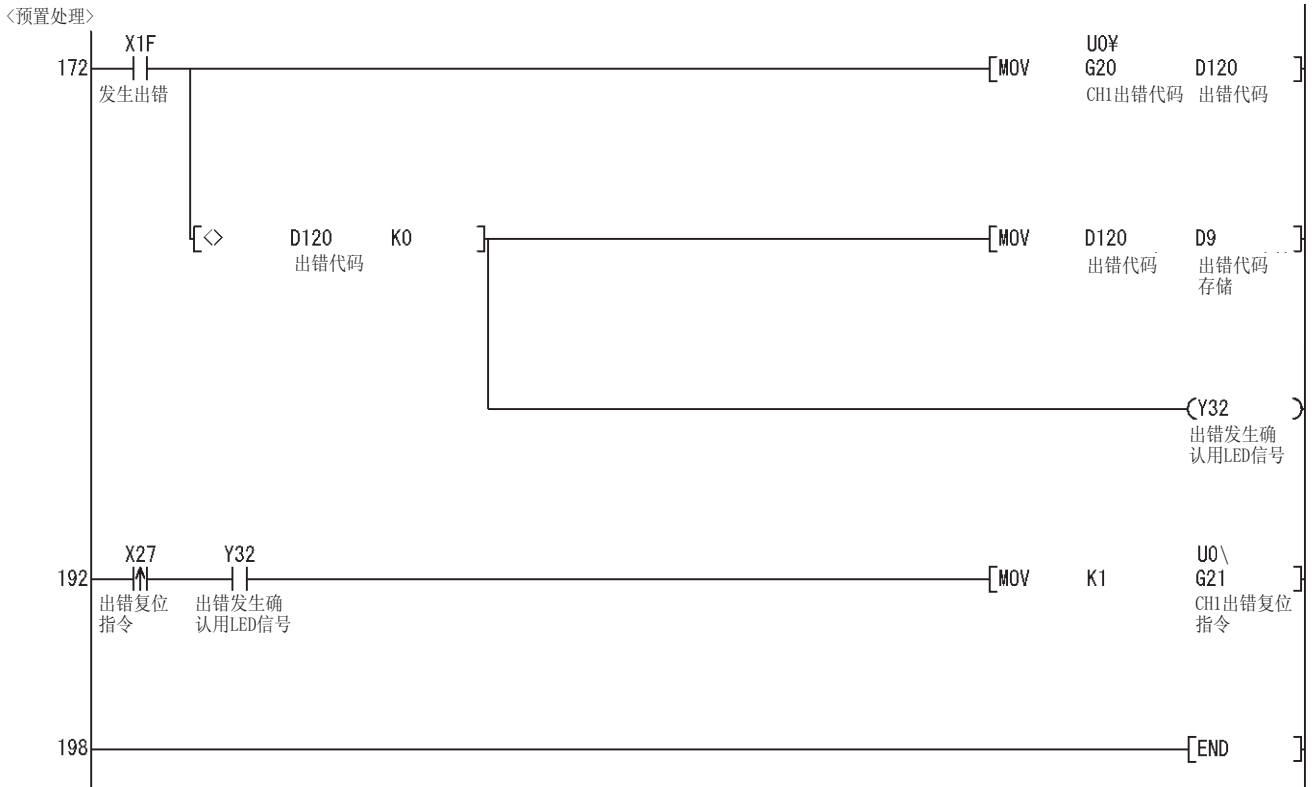 〈预置处理〉
X1F
U0¥
172
[MOV G20 D120 ]
发生出错
CH1出错代码 出错代码
[<> D120 K0 ]
[MOV D120 D9 ]
出错代码
出错代码 出错代码
存储
(Y32 )
出错发生确
认用LED信号
X27 Y32
U0\
192
[MOV K1 G21 ]
出错复位 出错发生确
指令 认用LED信号
CH1出错复位
指令
198
[END ]